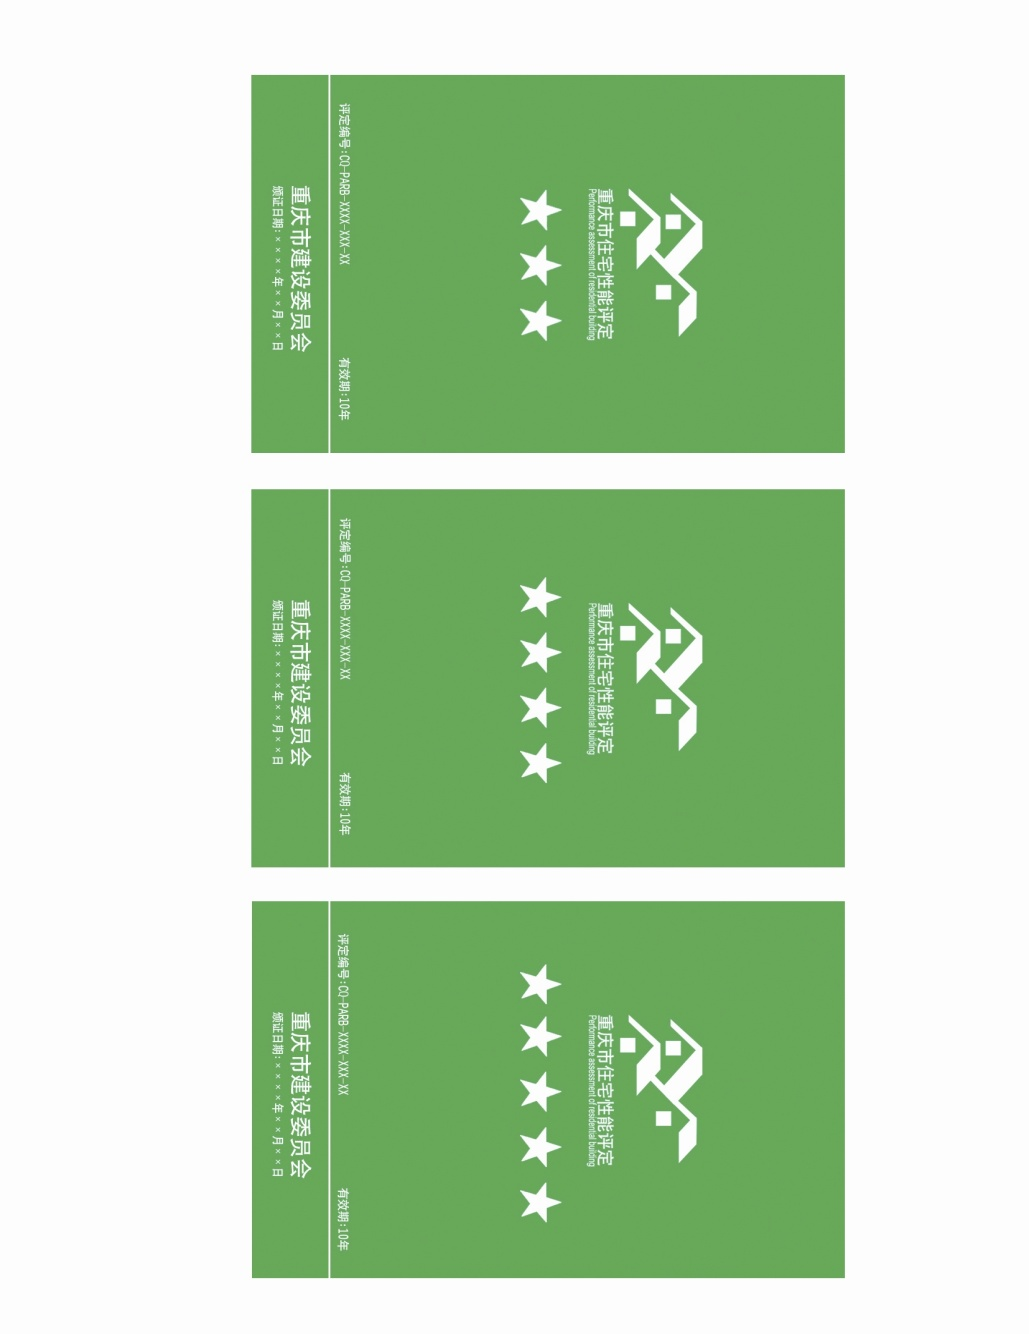 重庆市住宅性能评定
Performance assessment of residential building
评定编号:CQ-PARB-XXXX-XXX-XX
有效期:10年
重庆市建设委员会
颁证日期:××××年××月××日
重庆市住宅性能评定
Performance assessment of residential building
评定编号:CQ-PARB-XXXX-XXX-XX
有效期:10年
重庆市建设委员会
颁证日期:××××年××月××日
重庆市住宅性能评定
Performance assessment of residential building
评定编号:CQ-PARB-XXXX-XXX-XX
有效期:10年
重庆市建设委员会
颁证日期:××××年××月××日